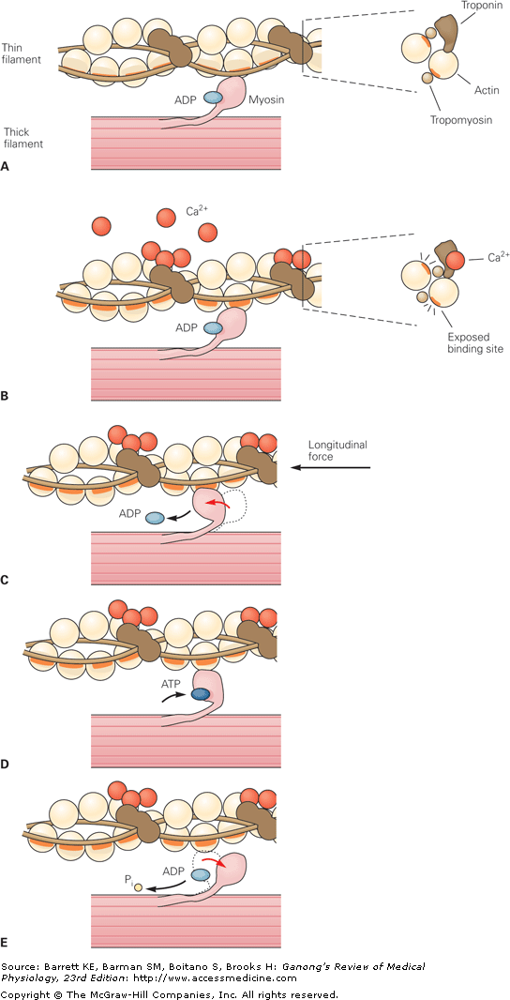 Troponin
Thin
filament
ADP
Myosin
Actin
Tropomyosin
Thick
filament
A
Ca2+
Ca2+
ADP
Exposed
binding site
B
Longitudinal
force
ADP
C
ATP
D
ADP
Pi
E
Source: Barrett KE, Barman SM, Boitano S, Brooks H: Ganong's Review of Medical
Physiology, 23rd Edition: http://www.accessmedicine.com
Copyright © The McGraw-Hill Companies, Inc. All rights reserved.